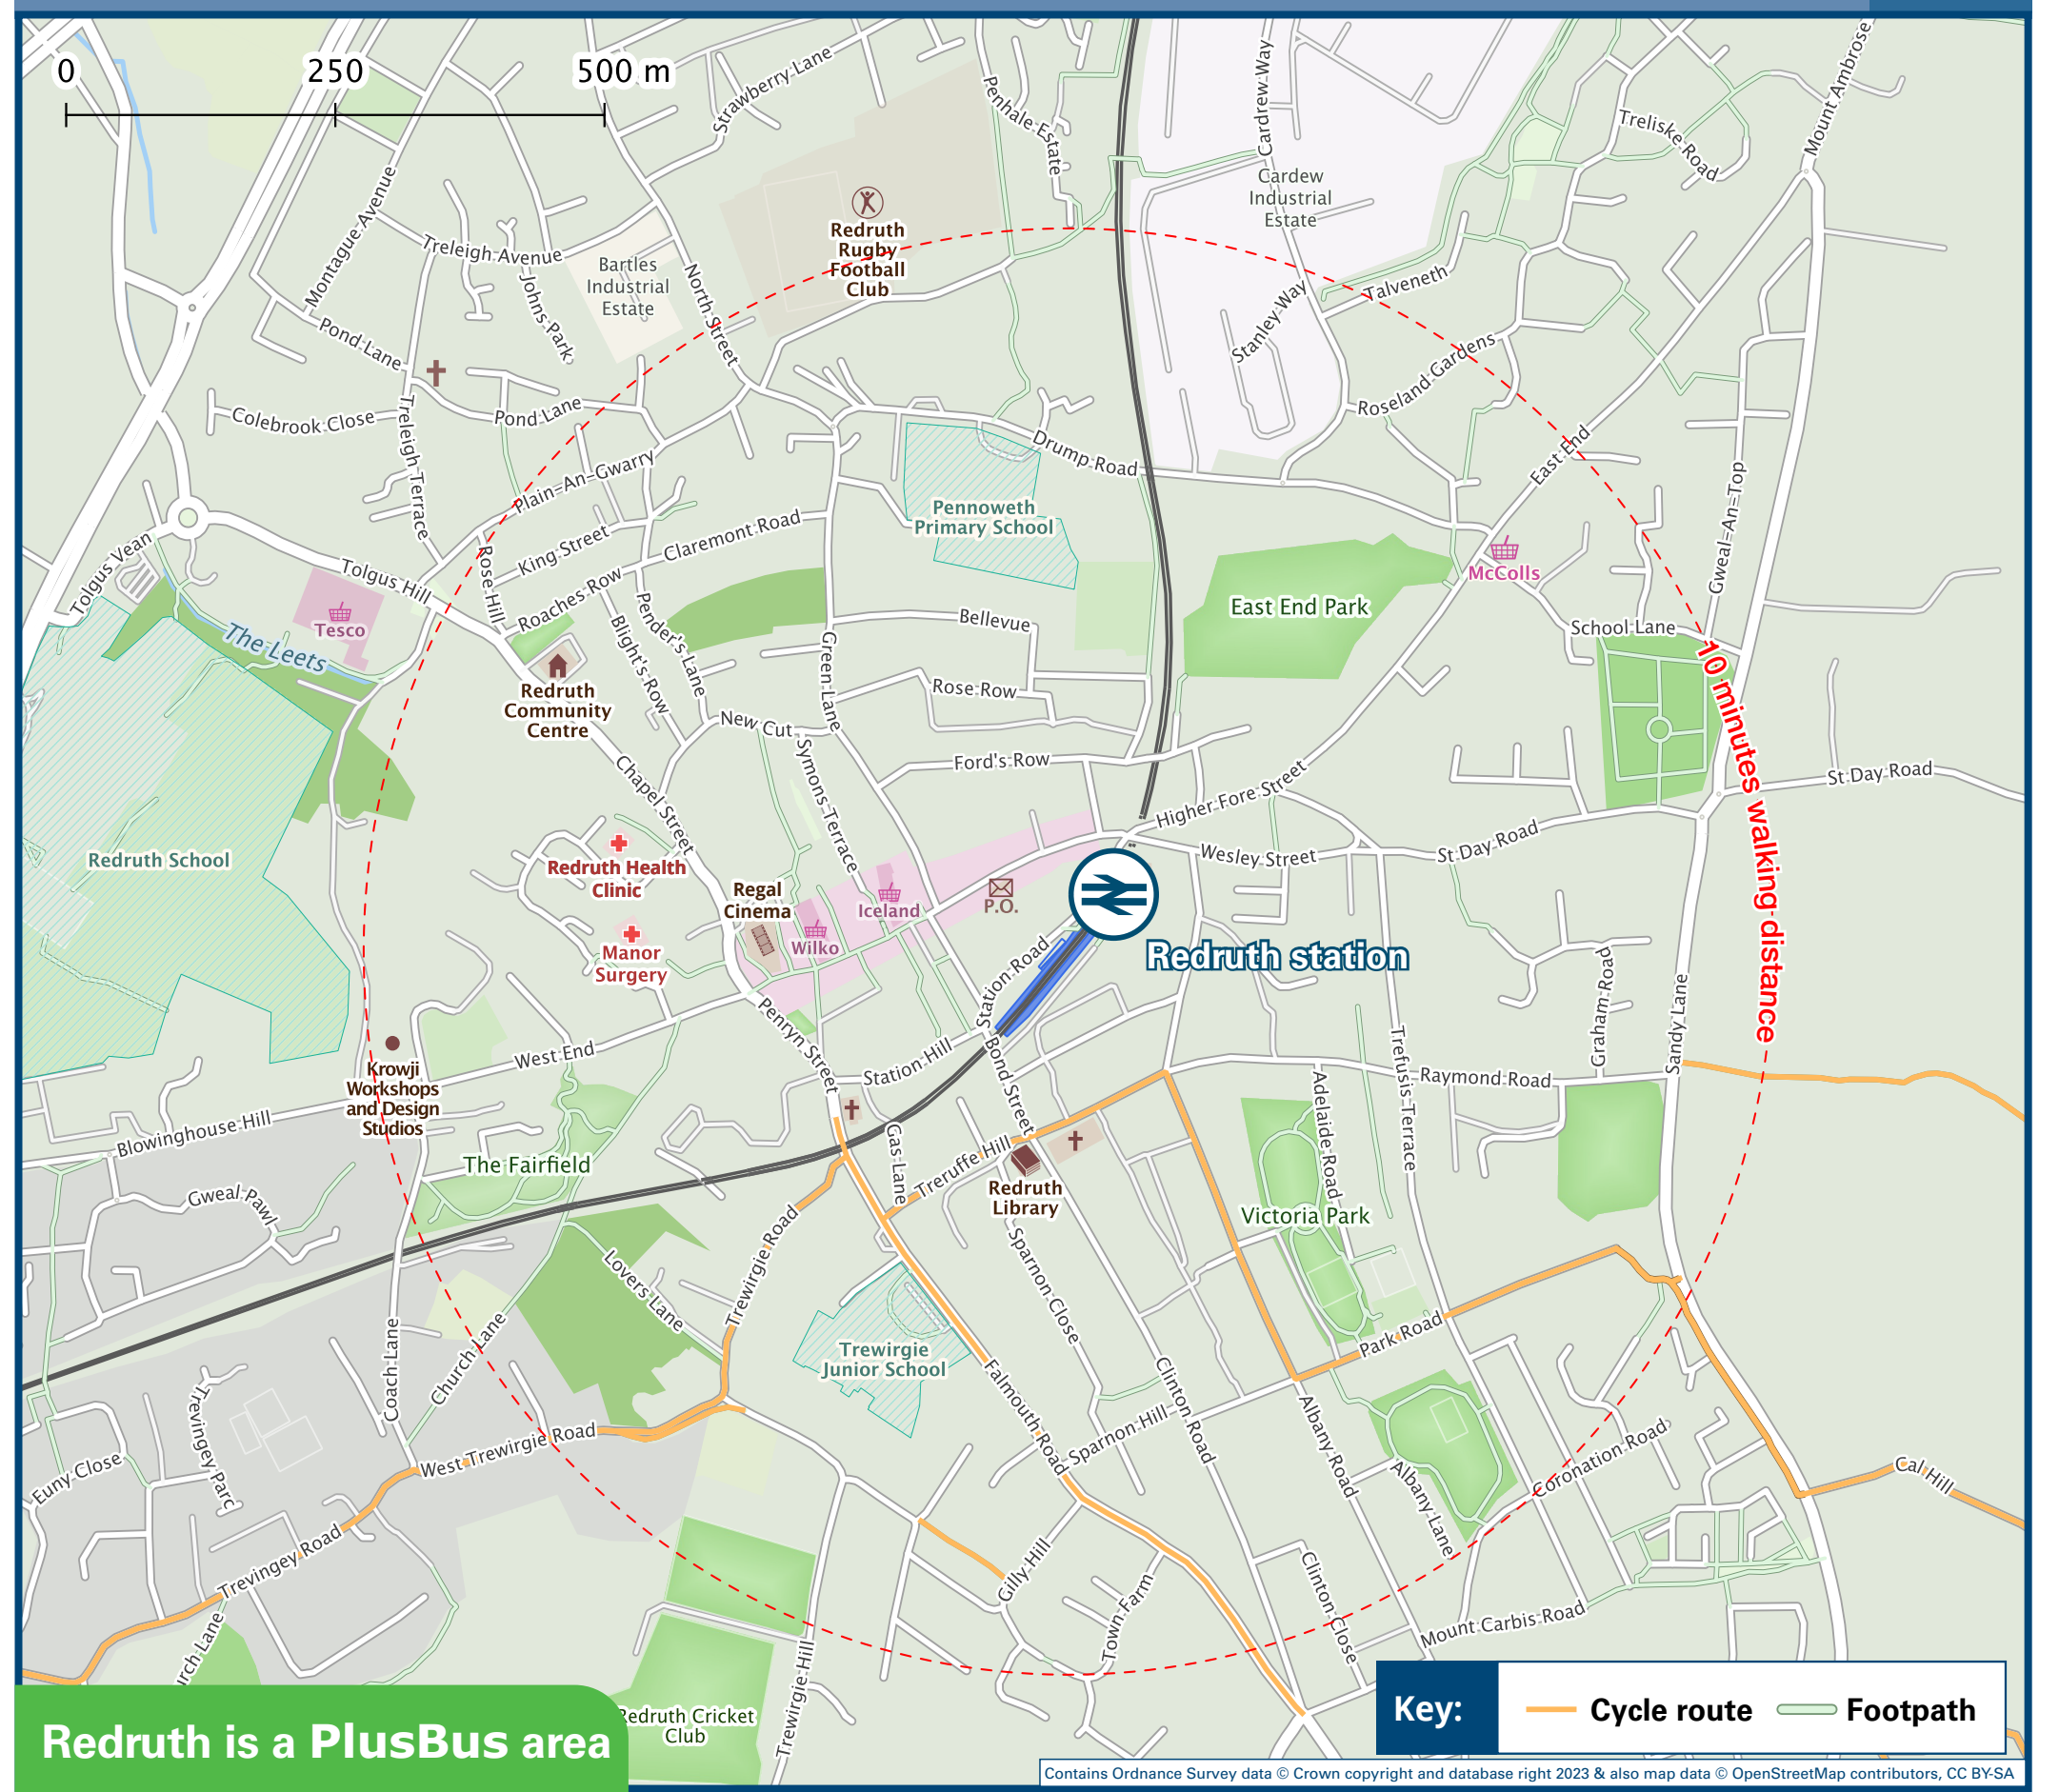 0
250
500 m
Strawberry Lane
Penhale Estate
Cardrew Way
Mount Ambrose
Treliske Road
Cardew
Industrial
Estate
Montague Avenue
Treleigh Avenue
Johns Park
Bartles
Industrial
Estate
North Street
Redruth
Rugby
Football
Club
Talveneth
Stanley Way
Roseland Gardens
Pond Lane
Colebrook Close
Treleigh Terrace
Pond Lane
Plain-An-Gwarry
Drump Road
East End
Gweal-An-Top
Tolgus Vean
Tolgus Hill
Rose Hill
King Street
Claremont Road
Roaches Row
Pennoweth
Primary School
McColls
East End Park
School Lane
Tesco
The Leets
Blight's Row
Pender's Lane
Green Lane
Bellevue
Rose Row
Redruth
Community
Centre
New Cut
Symons Terrace
Ford's Row
Chapel Street
Higher Fore Street
10 minutes walking distance
St Day Road
Redruth School
Redruth Health
Clinic
Regal
Cinema
Iceland
P.O.
Wesley Street
St Day Road
Wilko
Manor
Surgery
Station Road
Redruth station
Graham Road
Sandy Lane
Penryn Street
West End
Station Hill
Bond Street
Trefusis Terrace
Raymond Road
Adelaide Road
Krowji
Workshops
and Design
Studios
Blowinghouse Hill
The Fairfield
Gas Lane
Treruffe Hill
Redruth
Library
Gweal Pawl
Victoria Park
Lovers Lane
Trewirgie Road
Sparnon Close
Coach Lane
Church Lane
Trewirgie
Junior School
Park Road
Falmouth Road
Clinton Road
Trevingey Parc
West Trewirgie Road
Sparnon Hill
Albany Road
Albany Lane
Coronation Road
Cal Hill
Euny Close
Trevingey Road
Gilly Hill
Town Farm
Clinton Close
Mount Carbis Road
urch Lane
Trewirgie Hill
Redruth Cricket
Club
Redruth is a PlusBus area
Key:
Cycle route
Footpath
Contains Ordnance Survey data © Crown copyright and database right 2023 & also map data © OpenStreetMap contributors, CC BY-SA